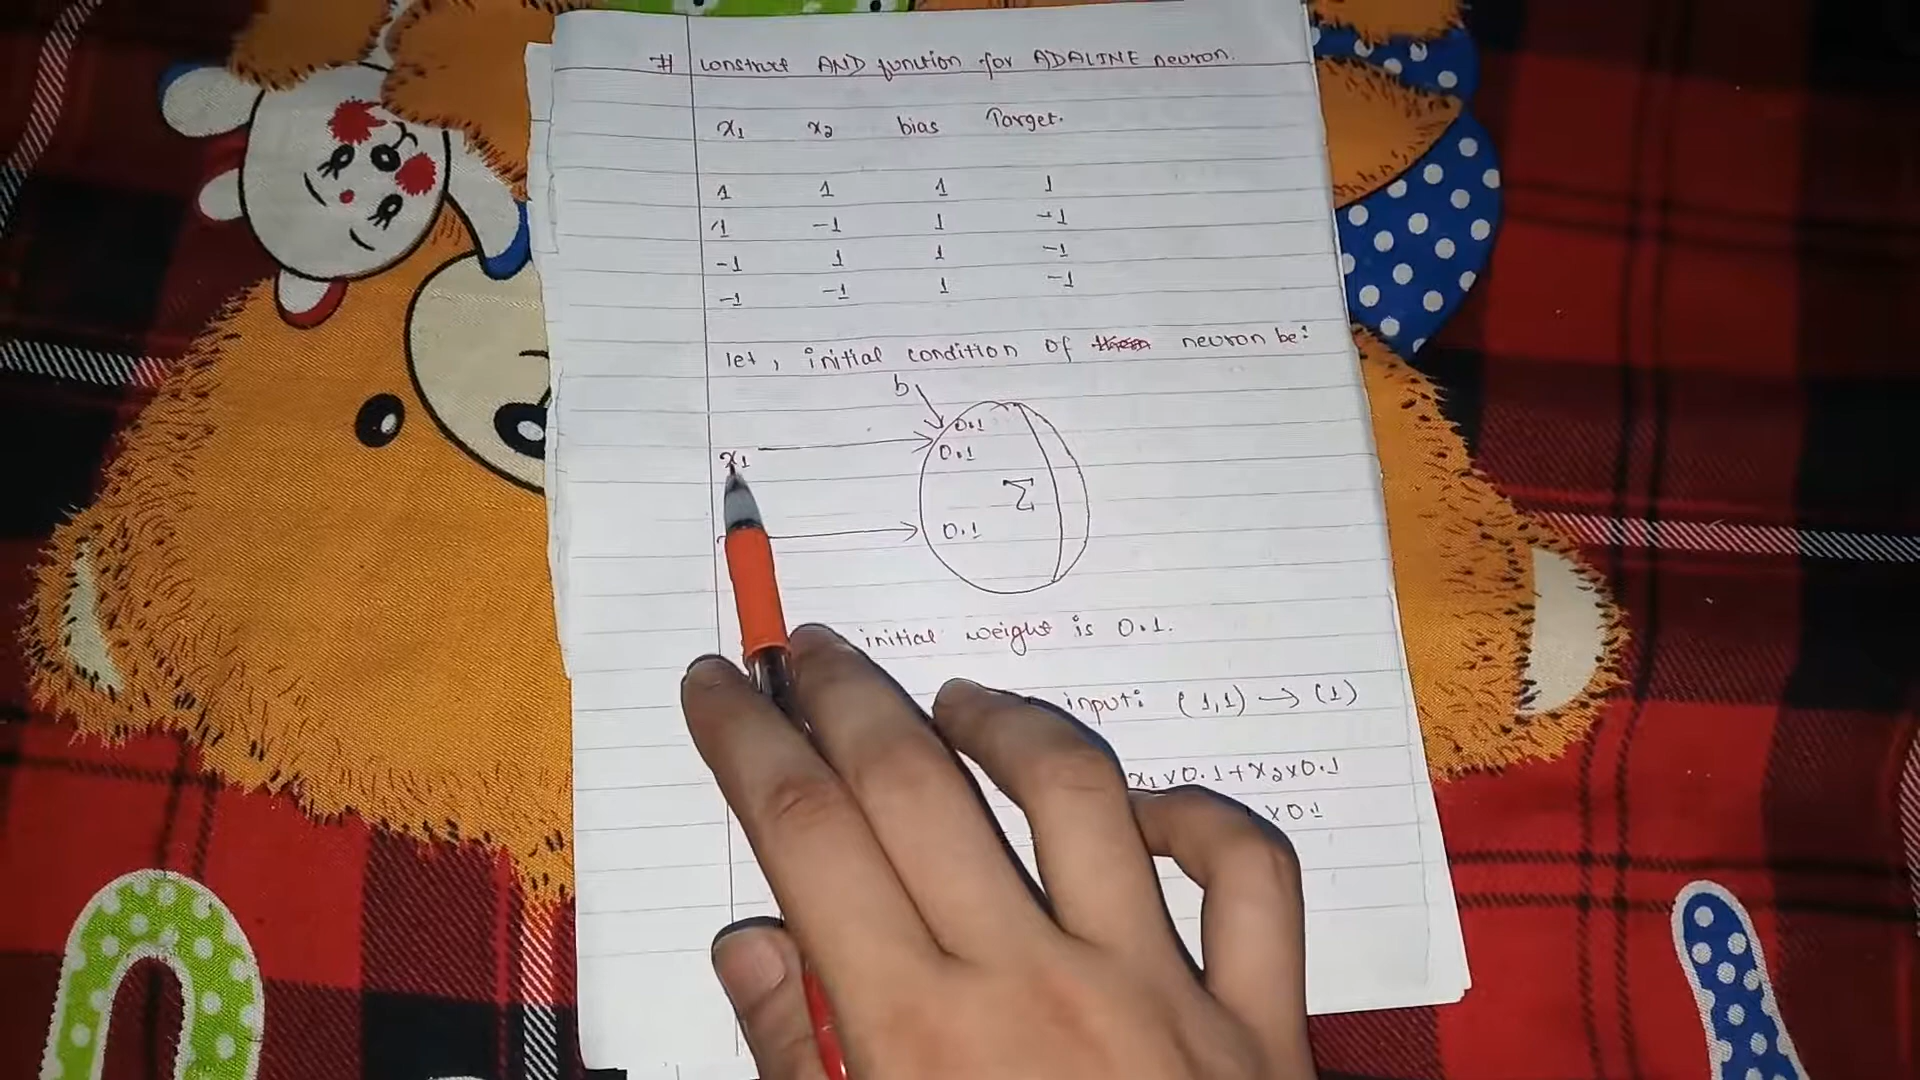 # Construct AND function for ADALINE neuron.
x₁ x₂ bias Target.
1 1 1 1
1 -1 1 -1
-1 1 1 -1
-1 -1 1 -1
let, initial condition of neuron be:
b
0.1
x₁ 0.1
Σ
0.1
initial weight is 0.1.
input: (1,1) → (1)
x₁×0.1+x₂×0.1
×0.1